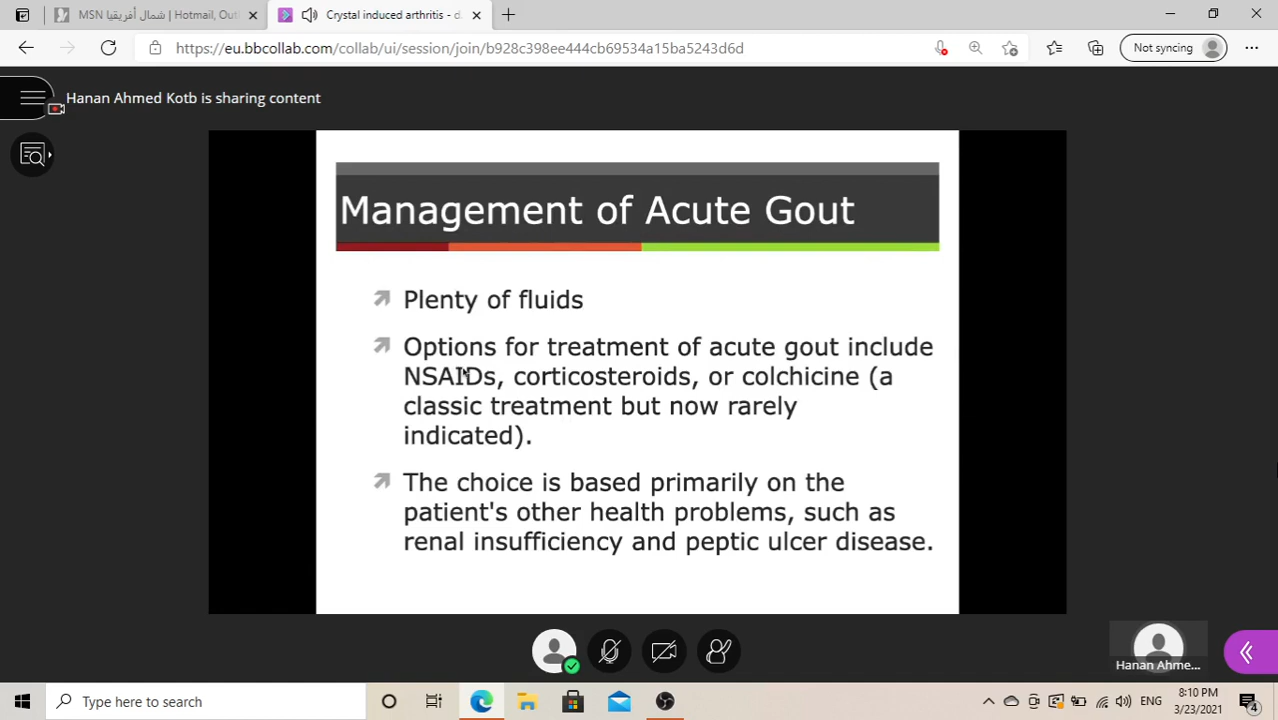 MSN شمال أفريقيا | Hotmail, Outl
Crystal induced arthritis - d
https://eu.bbcollab.com/collab/ui/session/join/b928c398ee444cb69534a15ba5243d6d
Not syncing
Hanan Ahmed Kotb is sharing content
Management of Acute Gout
Plenty of fluids
Options for treatment of acute gout include
NSAIDs, corticosteroids, or colchicine (a
classic treatment but now rarely
indicated).
The choice is based primarily on the
patient's other health problems, such as
renal insufficiency and peptic ulcer disease.
Hanan Ahme...
Type here to search
ENG
8:10 PM
3/23/2021
4